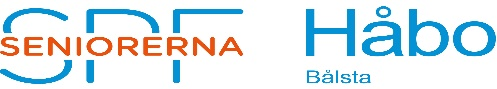 SPF
SENIORERNA
Håbo
Bålsta